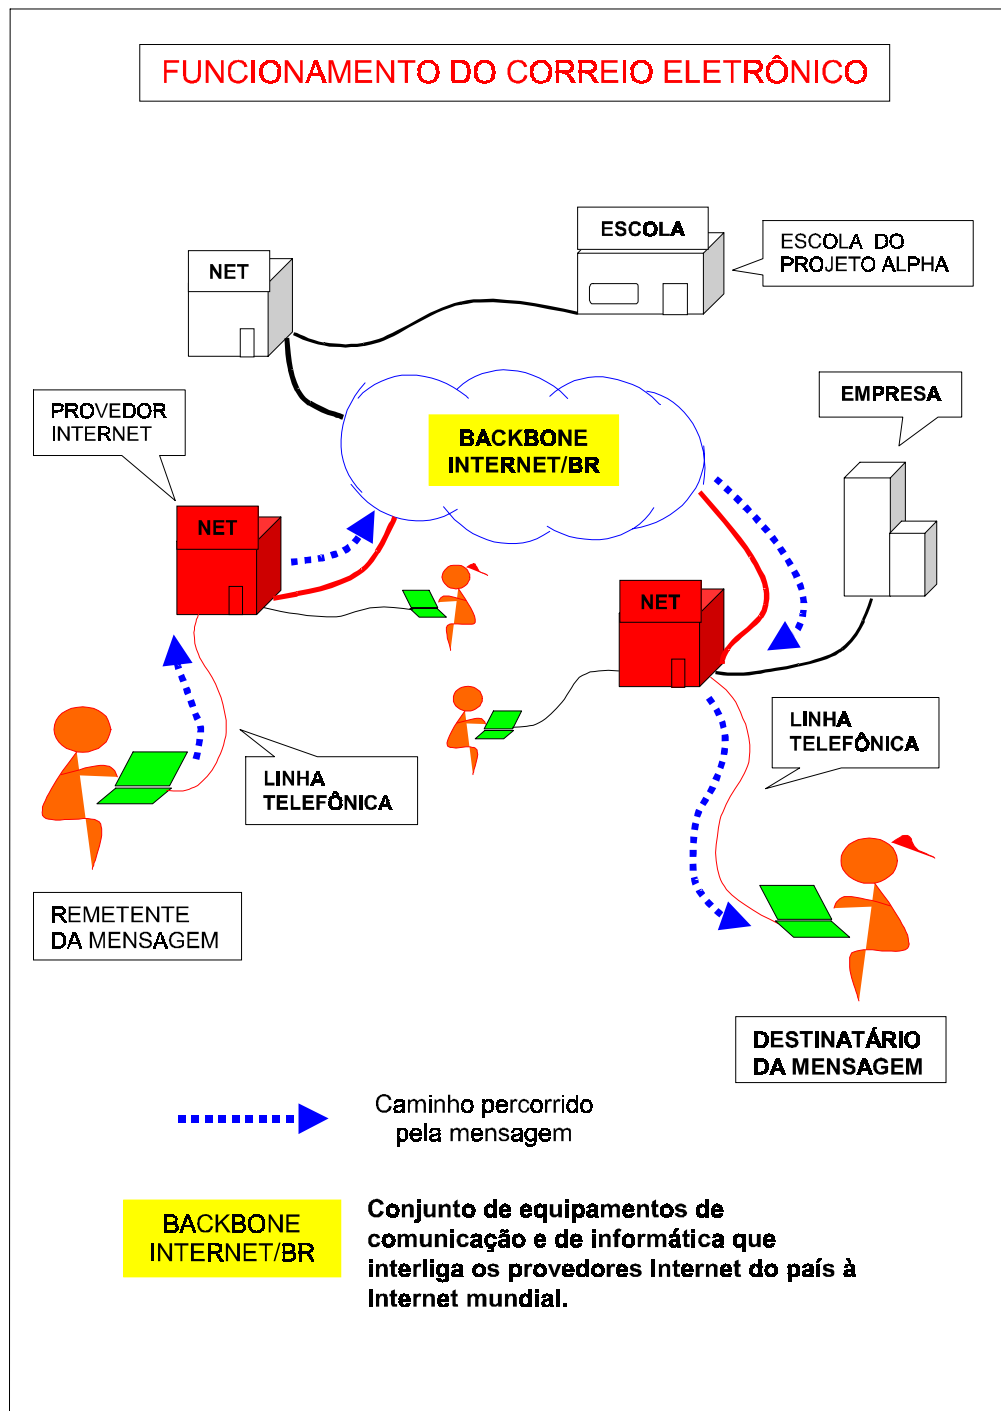 FUNCIONAMENTO DO CORREIO ELETRÔNICO
ESCOLA
ESCOLA DO
PROJETO ALPHA
NET
EMPRESA
PROVEDOR
INTERNET
BACKBONE
INTERNET/BR
NET
NET
LINHA
TELEFÔNICA
LINHA
TELEFÔNICA
REMETENTE
DA MENSAGEM
DESTINATÁRIO
DA MENSAGEM
Caminho percorrido
pela mensagem
BACKBONE
INTERNET/BR
Conjunto de equipamentos de
comunicação e de informática que
interliga os provedores Internet do país à
Internet mundial.